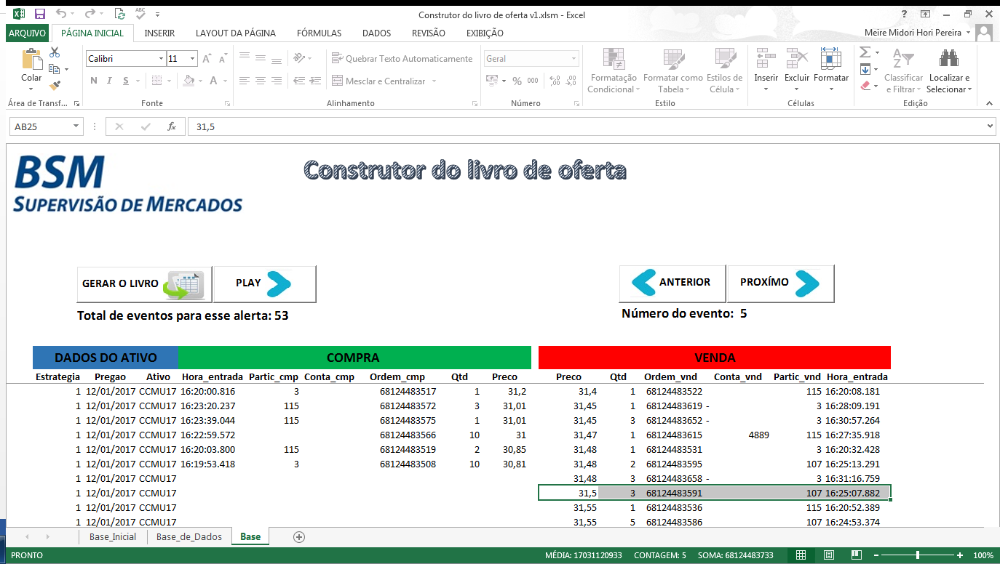 Construtor do livro de oferta v1.xlsm - Excel
ARQUIVO PÁGINA INICIAL INSERIR LAYOUT DA PÁGINA FÓRMULAS DADOS REVISÃO EXIBIÇÃO Meire Midori Hori Pereira
Colar
Área de Transf...
Calibri 11
N I S A
Fonte
Quebrar Texto Automaticamente
Mesclar e Centralizar
Alinhamento
Geral
% 000
Número
Formatação Condicional
Formatar como Tabela
Estilos de Célula
Estilo
Inserir Excluir Formatar
Células
Classificar e Filtrar
Localizar e Selecionar
Edição
AB25 fx 31,5
BSM
SUPERVISÃO DE MERCADOS
Construtor do livro de oferta
GERAR O LIVRO PLAY ANTERIOR PROXÍMO
Total de eventos para esse alerta: 53 Número do evento: 5
DADOS DO ATIVO COMPRA VENDA
Estrategia Pregao Ativo Hora_entrada Partic_cmp Conta_cmp Ordem_cmp Qtd Preco Preco Qtd Ordem_vnd Conta_vnd Partic_vnd Hora_entrada
1 12/01/2017 CCMU17 16:20:00.816 3 68124483517 1 31,2 31,4 1 68124483522 115 16:20:08.181
1 12/01/2017 CCMU17 16:23:20.237 115 68124483572 3 31,01 31,45 1 68124483619 - 3 16:28:09.191
1 12/01/2017 CCMU17 16:23:39.044 115 68124483575 1 31,01 31,45 3 68124483652 - 3 16:30:57.264
1 12/01/2017 CCMU17 16:22:59.572 68124483566 10 31 31,47 1 68124483615 4889 115 16:27:35.918
1 12/01/2017 CCMU17 16:20:03.800 115 68124483519 2 30,85 31,48 1 68124483531 3 16:20:32.428
1 12/01/2017 CCMU17 16:19:53.418 3 68124483508 10 30,81 31,48 2 68124483595 107 16:25:13.291
1 12/01/2017 CCMU17 31,48 3 68124483658 - 3 16:31:16.759
1 12/01/2017 CCMU17 31,5 3 68124483591 107 16:25:07.882
1 12/01/2017 CCMU17 31,55 1 68124483536 115 16:20:52.389
1 12/01/2017 CCMU17 31,55 5 68124483586 107 16:24:53.374
Base_Inicial Base_de_Dados Base
PRONTO MÉDIA: 17031120933 CONTAGEM: 5 SOMA: 68124483733 100%